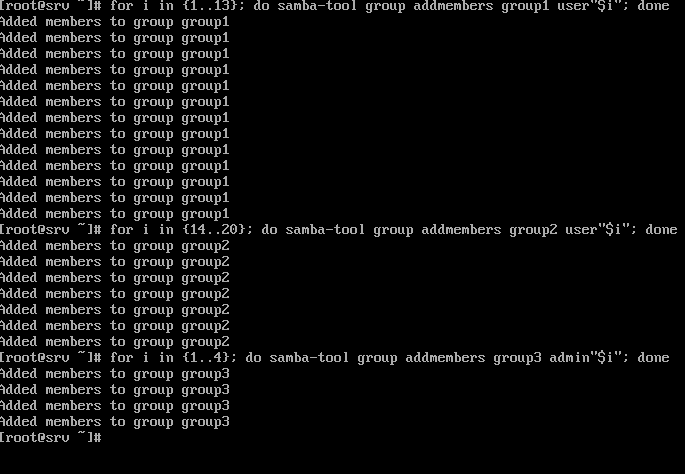 [root@srv ~]# for i in {1..13}; do samba-tool group addmembers group1 user"$i"; done
Added members to group group1
Added members to group group1
Added members to group group1
Added members to group group1
Added members to group group1
Added members to group group1
Added members to group group1
Added members to group group1
Added members to group group1
Added members to group group1
Added members to group group1
Added members to group group1
Added members to group group1
[root@srv ~]# for i in {14..20}; do samba-tool group addmembers group2 user"$i"; done
Added members to group group2
Added members to group group2
Added members to group group2
Added members to group group2
Added members to group group2
Added members to group group2
Added members to group group2
[root@srv ~]# for i in {1..4}; do samba-tool group addmembers group3 admin"$i"; done
Added members to group group3
Added members to group group3
Added members to group group3
Added members to group group3
[root@srv ~]#